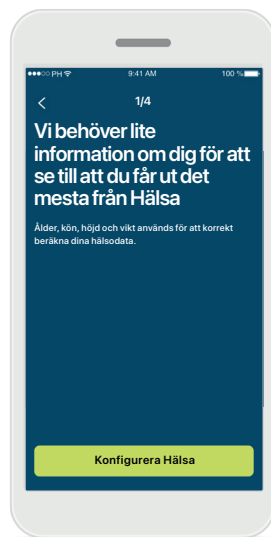 ●●●○○ PH 9:41 AM 100 %
1/4
Vi behöver lite
information om dig för att
se till att du får ut det
mesta från Hälsa
Ålder, kön, höjd och vikt används för att korrekt
beräkna dina hälsodata.
Konfigurera Hälsa